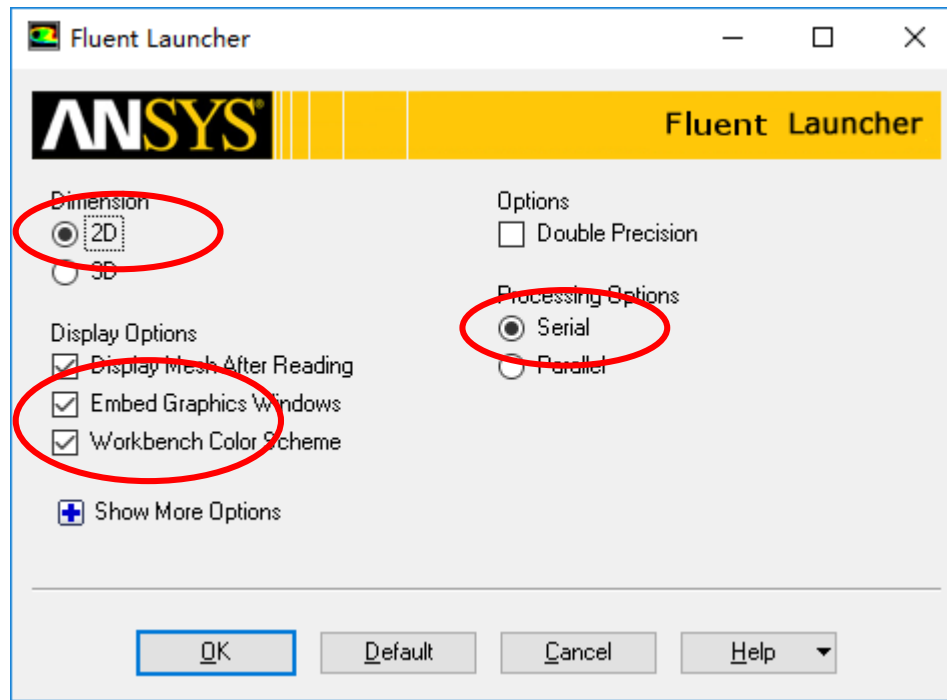 Fluent Launcher
ANSYS® Fluent Launcher
Dimension
2D
3D
Display Options
Display Mesh After Reading
Embed Graphics Windows
Workbench Color Scheme
Show More Options
Options
Double Precision
Processing Options
Serial
Parallel
OK Default Cancel Help